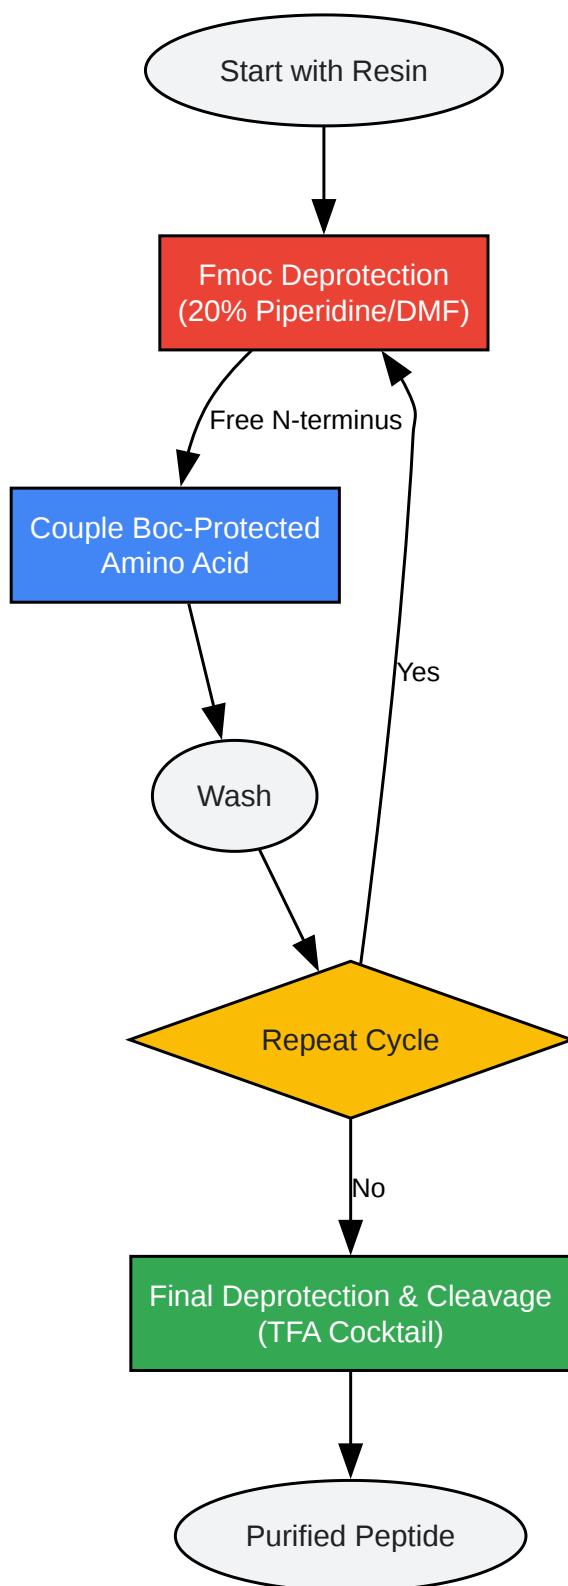 Start with Resin
Fmoc Deprotection
(20% Piperidine/DMF)
Free N-terminus
Couple Boc-Protected
Amino Acid
Yes
Wash
Repeat Cycle
No
Final Deprotection & Cleavage
(TFA Cocktail)
Purified Peptide